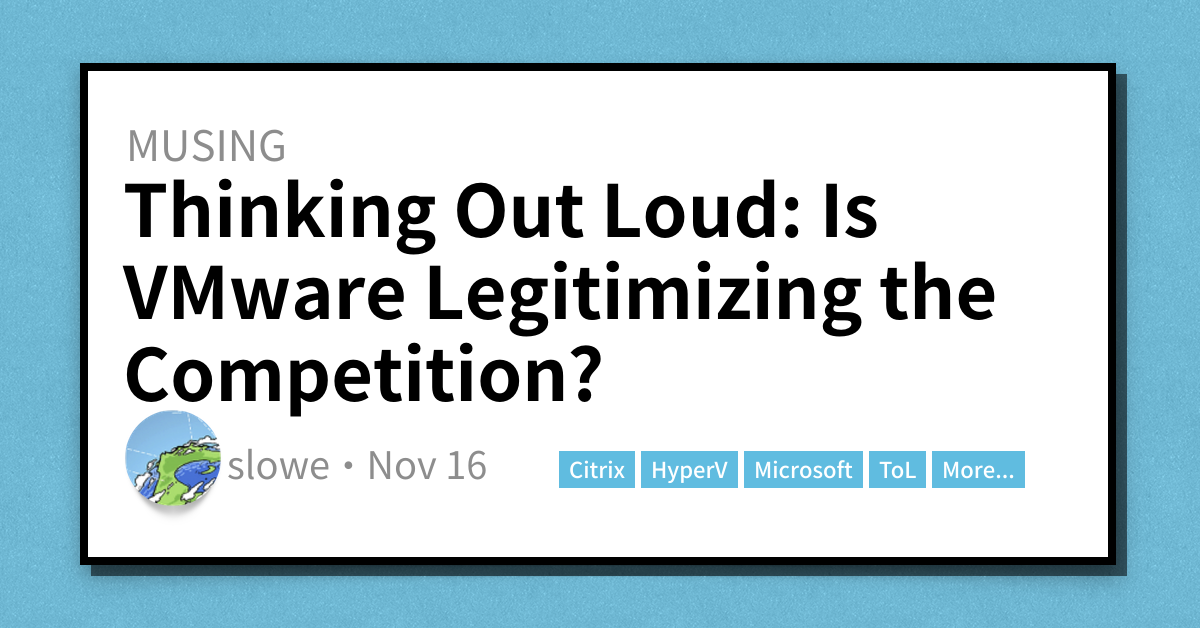 MUSING
Thinking Out Loud: Is
VMware Legitimizing the
Competition?
slowe • Nov 16
Citrix HyperV Microsoft ToL More...